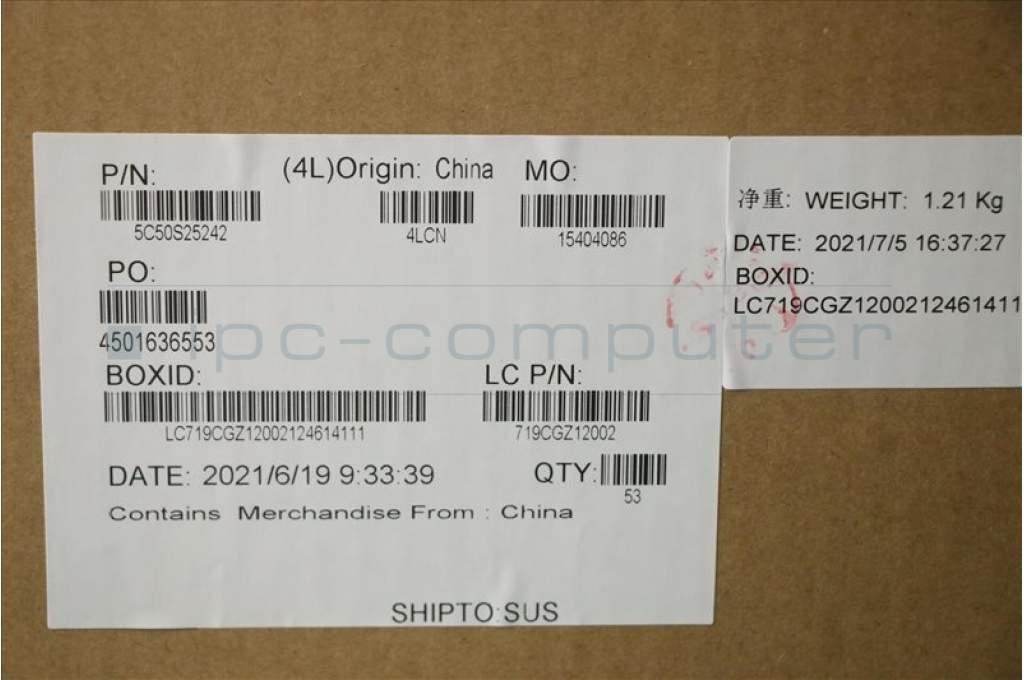 P/N: (4L)Origin: China MO:
5C50S25242 4LCN 15404086
PO:
4501636553
ipc-computer
BOXID: LC P/N:
LC719CGZ12002124614111 719CGZ12002
DATE: 2021/6/19 9:33:39 QTY:
53
Contains Merchandise From : China
SHIPTO:SUS
净重: WEIGHT: 1.21 Kg
DATE: 2021/7/5 16:37:27
BOXID:
LC719CGZ1200212461411